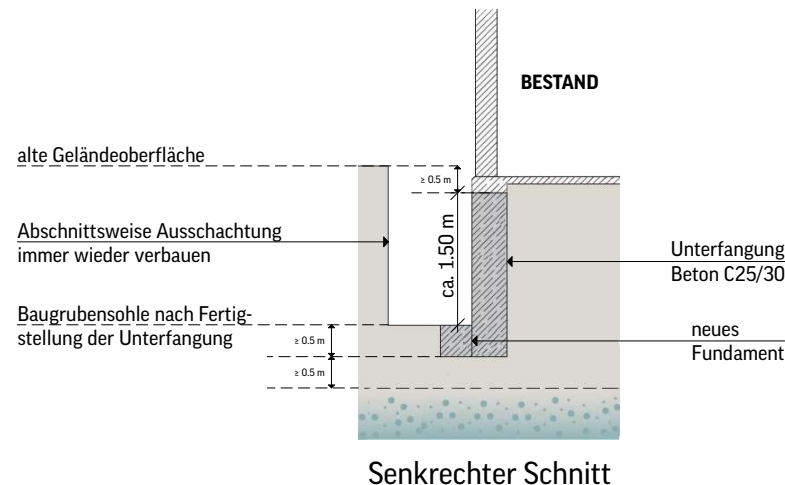 BESTAND
alte Geländeoberfläche
≥ 0.5 m
Abschnittsweise Ausschachtung
immer wieder verbauen
ca. 1.50 m
Unterfangung
Beton C25/30
Baugrubensohle nach Fertig-
stellung der Unterfangung
≥ 0.5 m
≥ 0.5 m
neues
Fundament
Senkrechter Schnitt